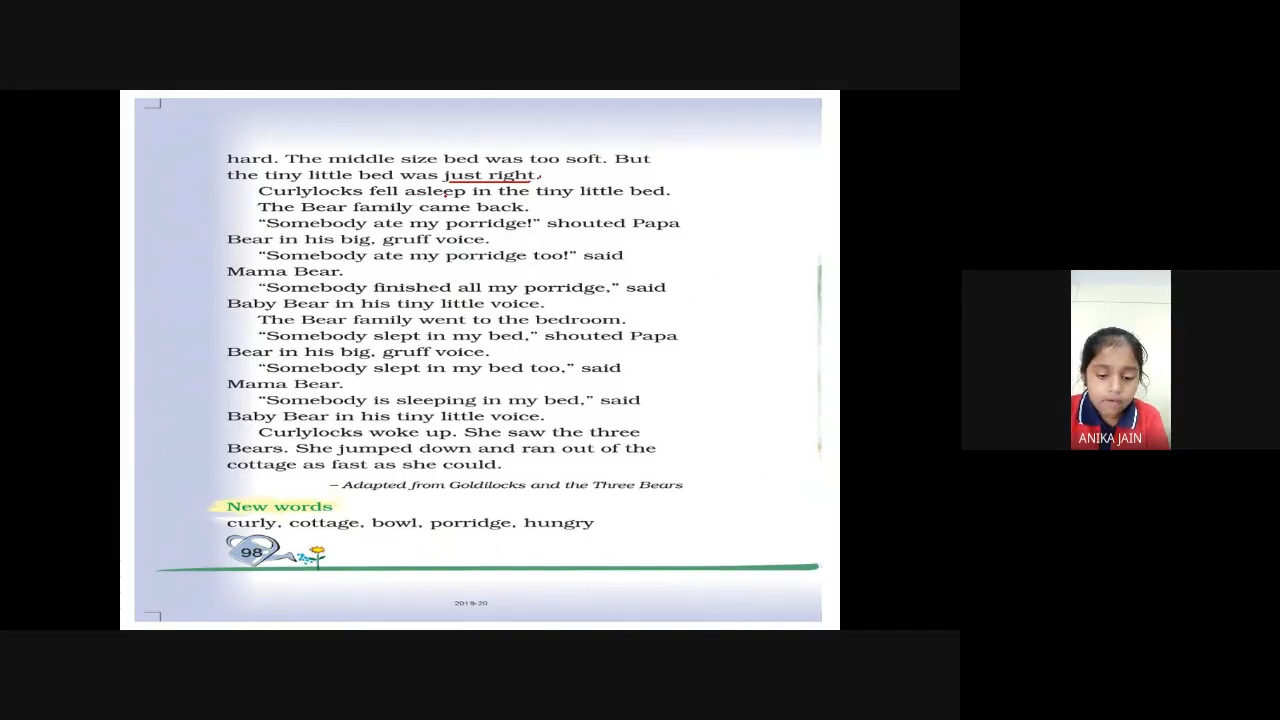 hard. The middle size bed was too soft. But
the tiny little bed was just right.
Curlylocks fell asleep in the tiny little bed.
The Bear family came back.
“Somebody ate my porridge!” shouted Papa
Bear in his big, gruff voice.
“Somebody ate my porridge too!” said
Mama Bear.
“Somebody finished all my porridge,” said
Baby Bear in his tiny little voice.
The Bear family went to the bedroom.
“Somebody slept in my bed,” shouted Papa
Bear in his big, gruff voice.
“Somebody slept in my bed too,” said
Mama Bear.
“Somebody is sleeping in my bed,” said
Baby Bear in his tiny little voice.
Curlylocks woke up. She saw the three
Bears. She jumped down and ran out of the
cottage as fast as she could.
– Adapted from Goldilocks and the Three Bears
New words
curly, cottage, bowl, porridge, hungry
98
2019-20
ANIKA JAIN